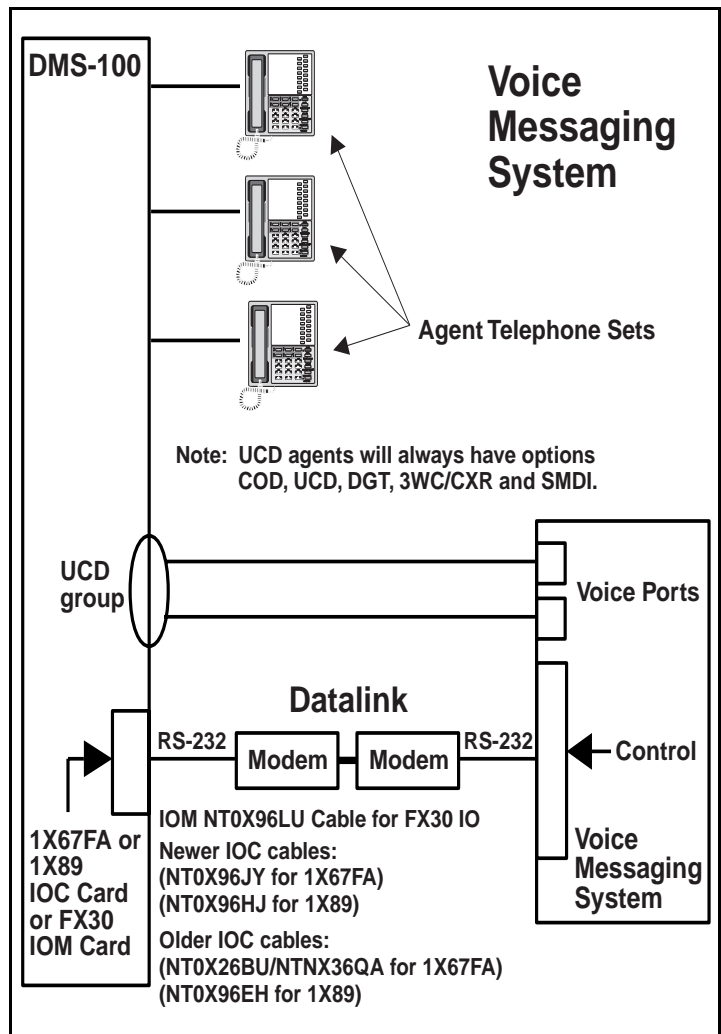 DMS-100
Voice
Messaging
System
Agent Telephone Sets
Note: UCD agents will always have options
COD, UCD, DGT, 3WC/CXR and SMDI.
UCD
group
Voice Ports
Datalink
RS-232
Modem
Modem
RS-232
Control
1X67FA or
1X89
IOC Card
or FX30
IOM Card
IOM NT0X96LU Cable for FX30 IO
Newer IOC cables:
(NT0X96JY for 1X67FA)
(NT0X96HJ for 1X89)
Older IOC cables:
(NT0X26BU/NTNX36QA for 1X67FA)
(NT0X96EH for 1X89)
Voice
Messaging
System